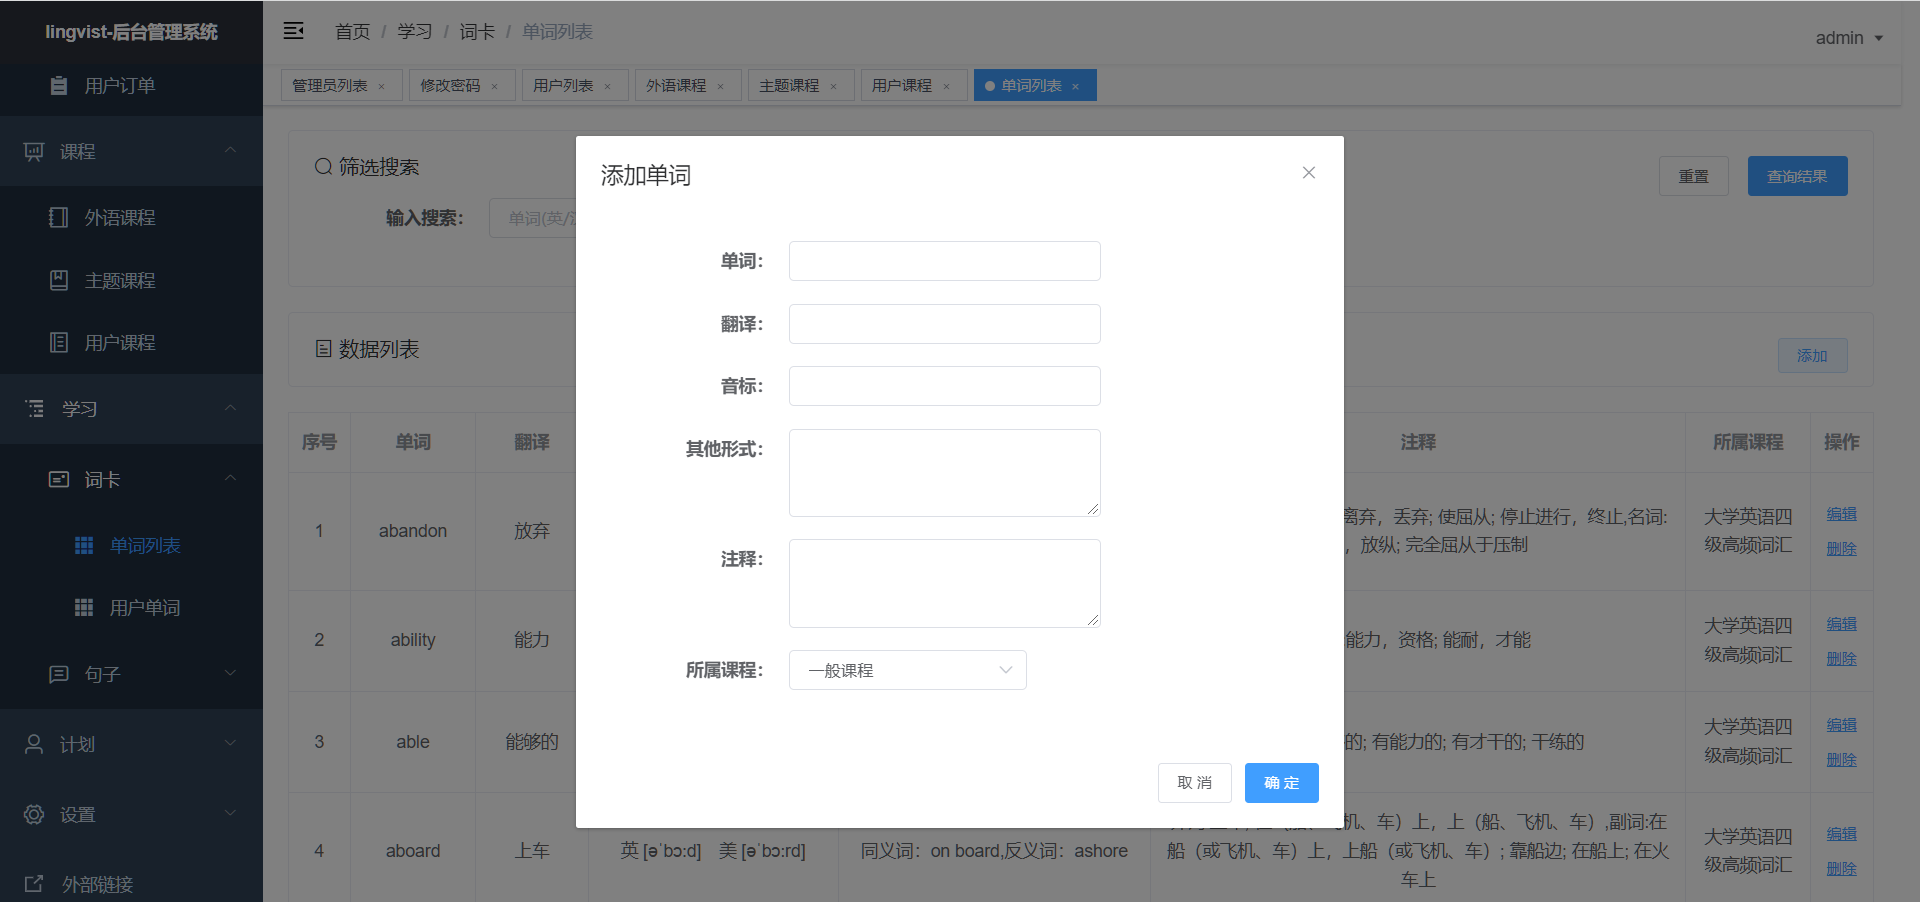 lingvist-后台管理系统
首页 / 学习 / 词卡 / 单词列表
admin
管理员列表 ×
修改密码 ×
用户列表 ×
外语课程 ×
主题课程 ×
用户课程 ×
单词列表 ×
用户订单
课程
外语课程
主题课程
用户课程
学习
词卡
单词列表
用户单词
句子
计划
设置
外部链接
筛选搜索
重置
查询结果
输入搜索：
单词(英/
数据列表
添加
添加单词
单词：
翻译：
音标：
其他形式：
注释：
所属课程：
一般课程
取 消
确 定
序号 单词 翻译 注释 所属课程 操作
1 abandon 放弃
离弃，丢弃; 使屈从; 停止进行，终止,名词:
，放纵; 完全屈从于压制
大学英语四
级高频词汇
编辑
删除
2 ability 能力
能力，资格; 能耐，才能
大学英语四
级高频词汇
编辑
删除
3 able 能够的
的; 有能力的; 有才干的; 干练的
大学英语四
级高频词汇
编辑
删除
4 aboard 上车 英 [əˈbɔːd] 美 [əˈbɔːrd] 同义词：on board,反义词：ashore
机、车）上，上（船、飞机、车）,副词:在
船（或飞机、车）上，上船（或飞机、车）; 靠船边; 在船上; 在火
车上
大学英语四
级高频词汇
编辑
删除